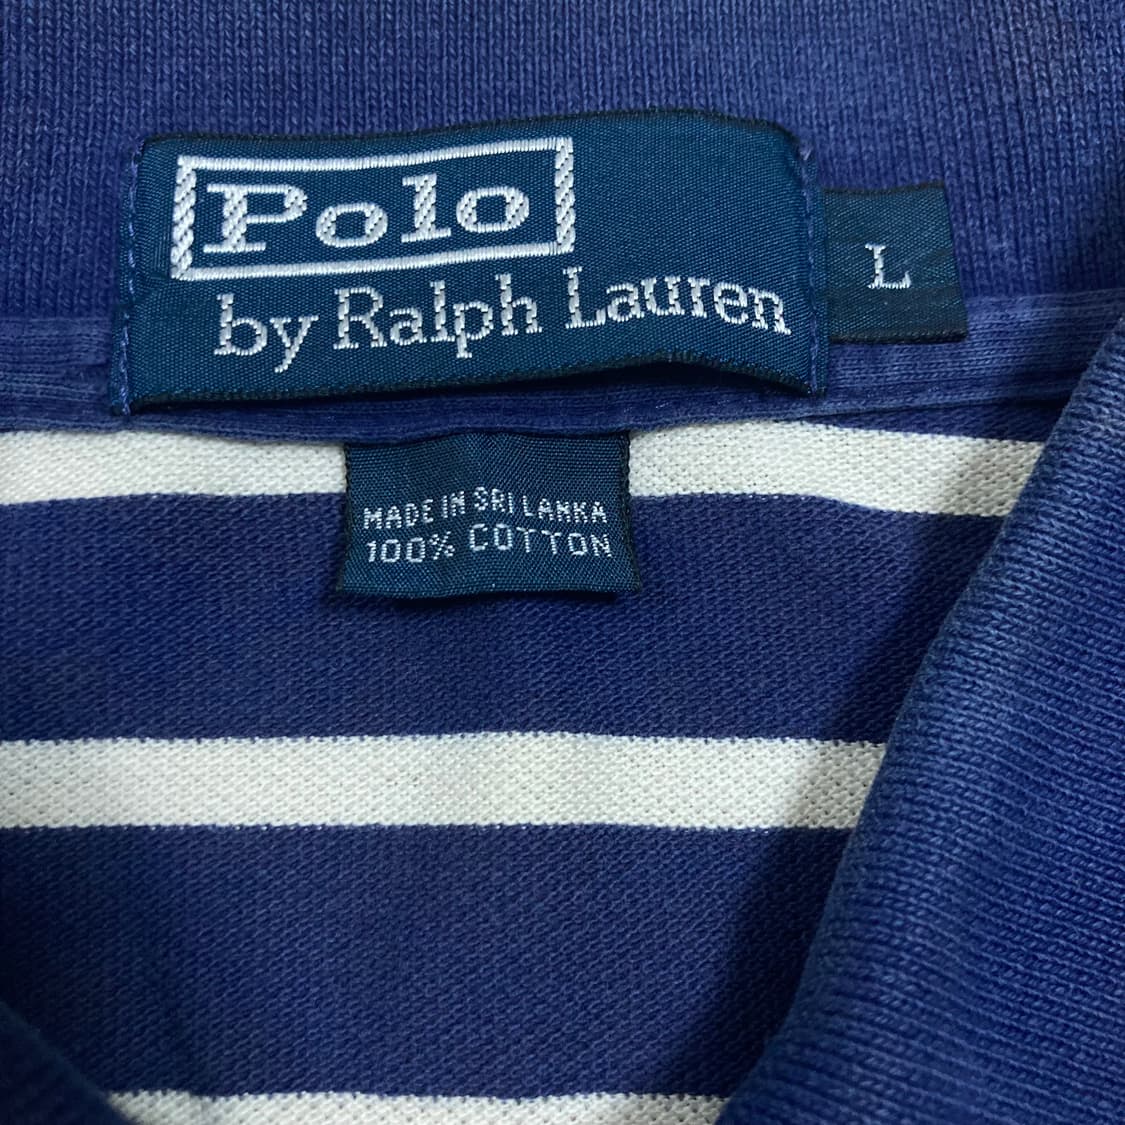 Polo
by Ralph Lauren
L
MADE IN SRI LANKA
100% COTTON